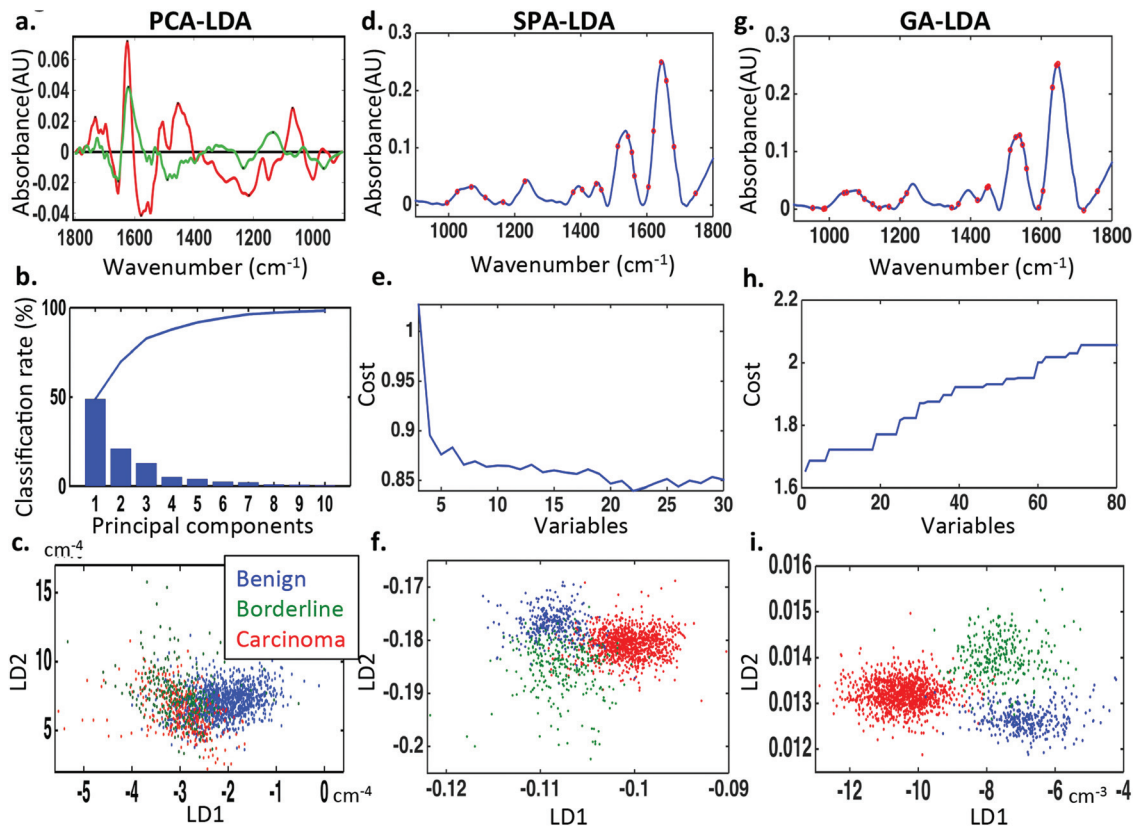 a. PCA-LDA
Absorbance(AU)
0.06
0.04
0.02
0
-0.02
-0.04
1800 1600 1400 1200 1000
Wavenumber (cm⁻¹)
b.
Classification rate (%)
100
50
0
1 2 3 4 5 6 7 8 9 10
Principal components
c. cm⁻⁴
LD2
15
10
5
Benign
Borderline
Carcinoma
-5 -4 -3 -2 -1 0 cm⁻⁴
LD1
d. SPA-LDA
Absorbance(AU)
0.3
0.2
0.1
0
1000 1200 1400 1600 1800
Wavenumber (cm⁻¹)
e.
Cost
1
0.95
0.9
0.85
5 10 15 20 25 30
Variables
f.
LD2
-0.17
-0.18
-0.19
-0.2
-0.12 -0.11 -0.1 -0.09
LD1
g. GA-LDA
Absorbance(AU)
0.3
0.2
0.1
0
1000 1200 1400 1600 1800
Wavenumber (cm⁻¹)
h.
Cost
2.2
2
1.8
1.6
0 20 40 60 80
Variables
i.
LD2
0.016
0.015
0.014
0.013
0.012
-12 -10 -8 -6 cm⁻³ -4
LD1